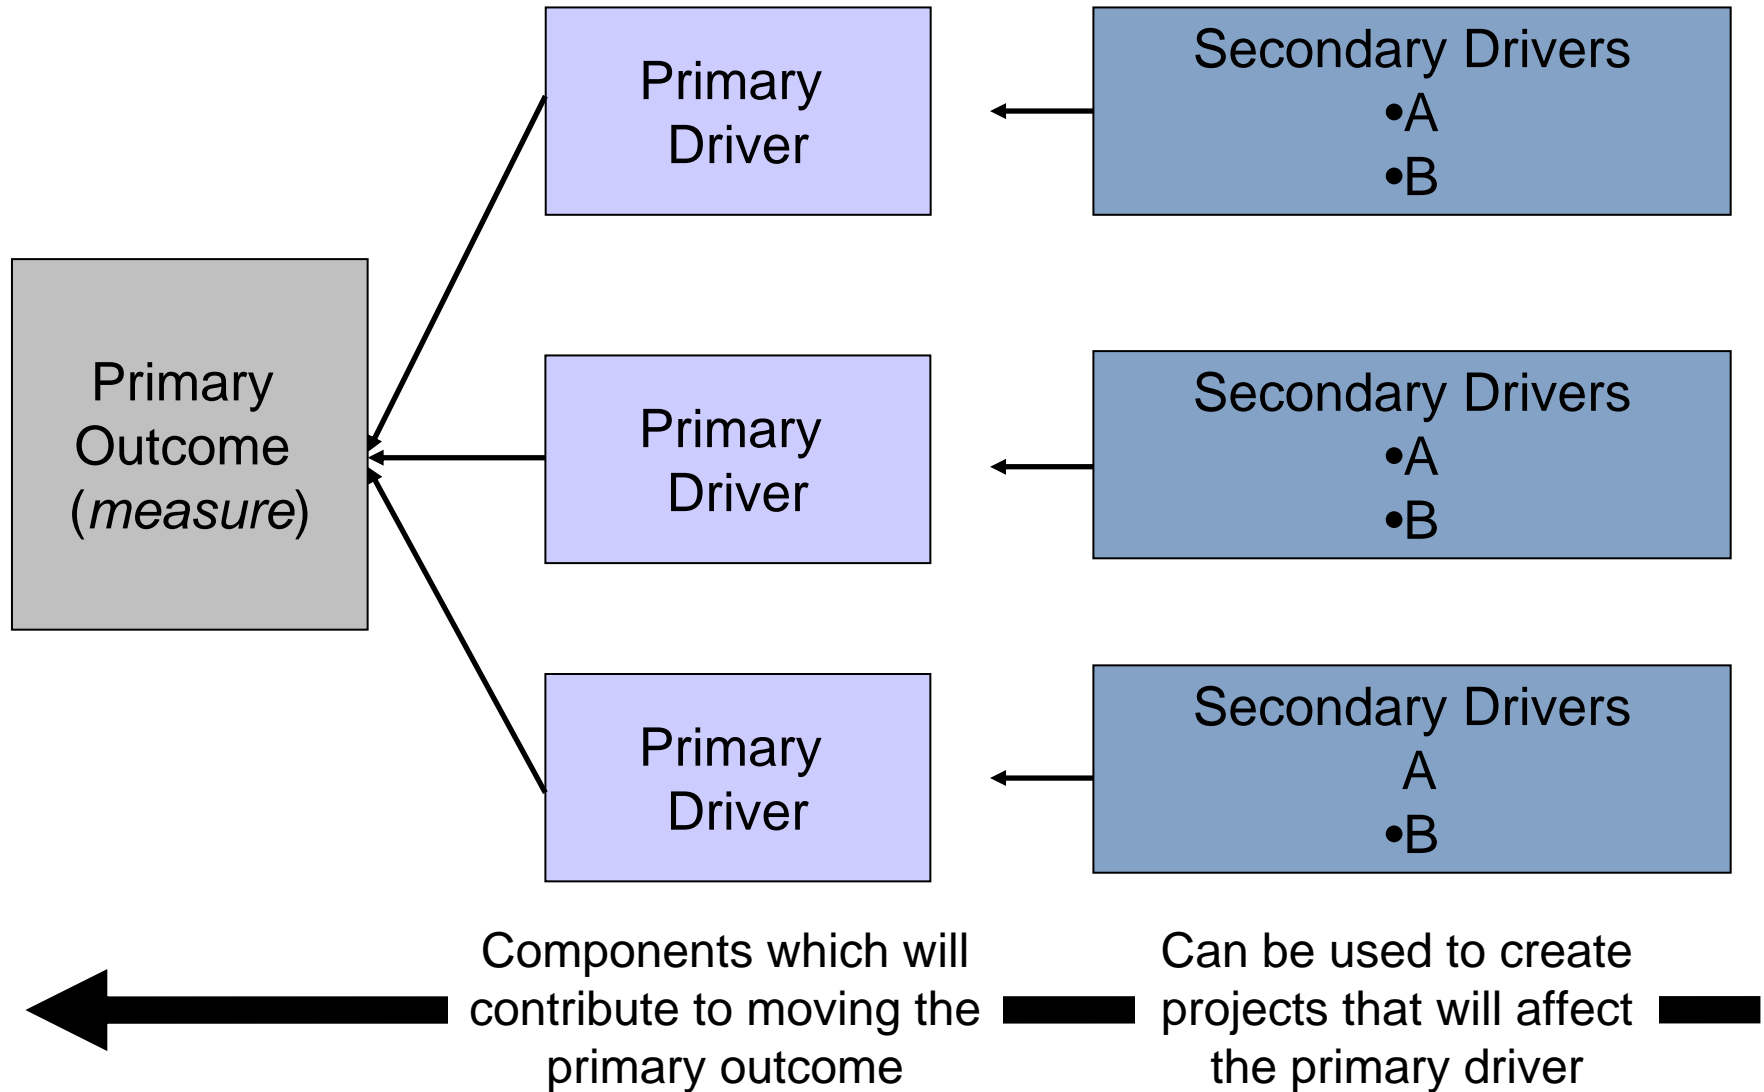 Primary
Driver
Secondary Drivers
•A
•B
Primary
Outcome
(measure)
Primary
Driver
Secondary Drivers
•A
•B
Primary
Driver
Secondary Drivers
A
•B
Components which will
contribute to moving the
primary outcome
Can be used to create
projects that will affect
the primary driver